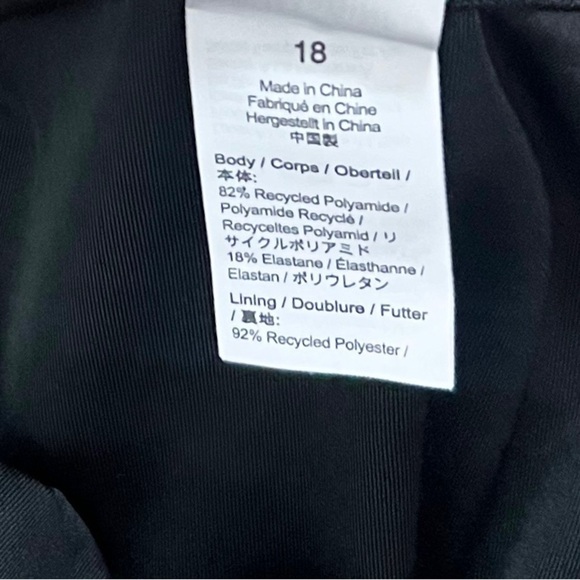 18
Made in China
Fabriqué en Chine
Hergestellt in China
中国製
Body / Corps / Oberteil /
本体:
82% Recycled Polyamide /
Polyamide Recyclé /
Recyceltes Polyamid / リ
サイクルポリアミド
18% Elastane / Élasthanne /
Elastan / ポリウレタン
Lining / Doublure / Futter
/ 裏地:
92% Recycled Polyester /